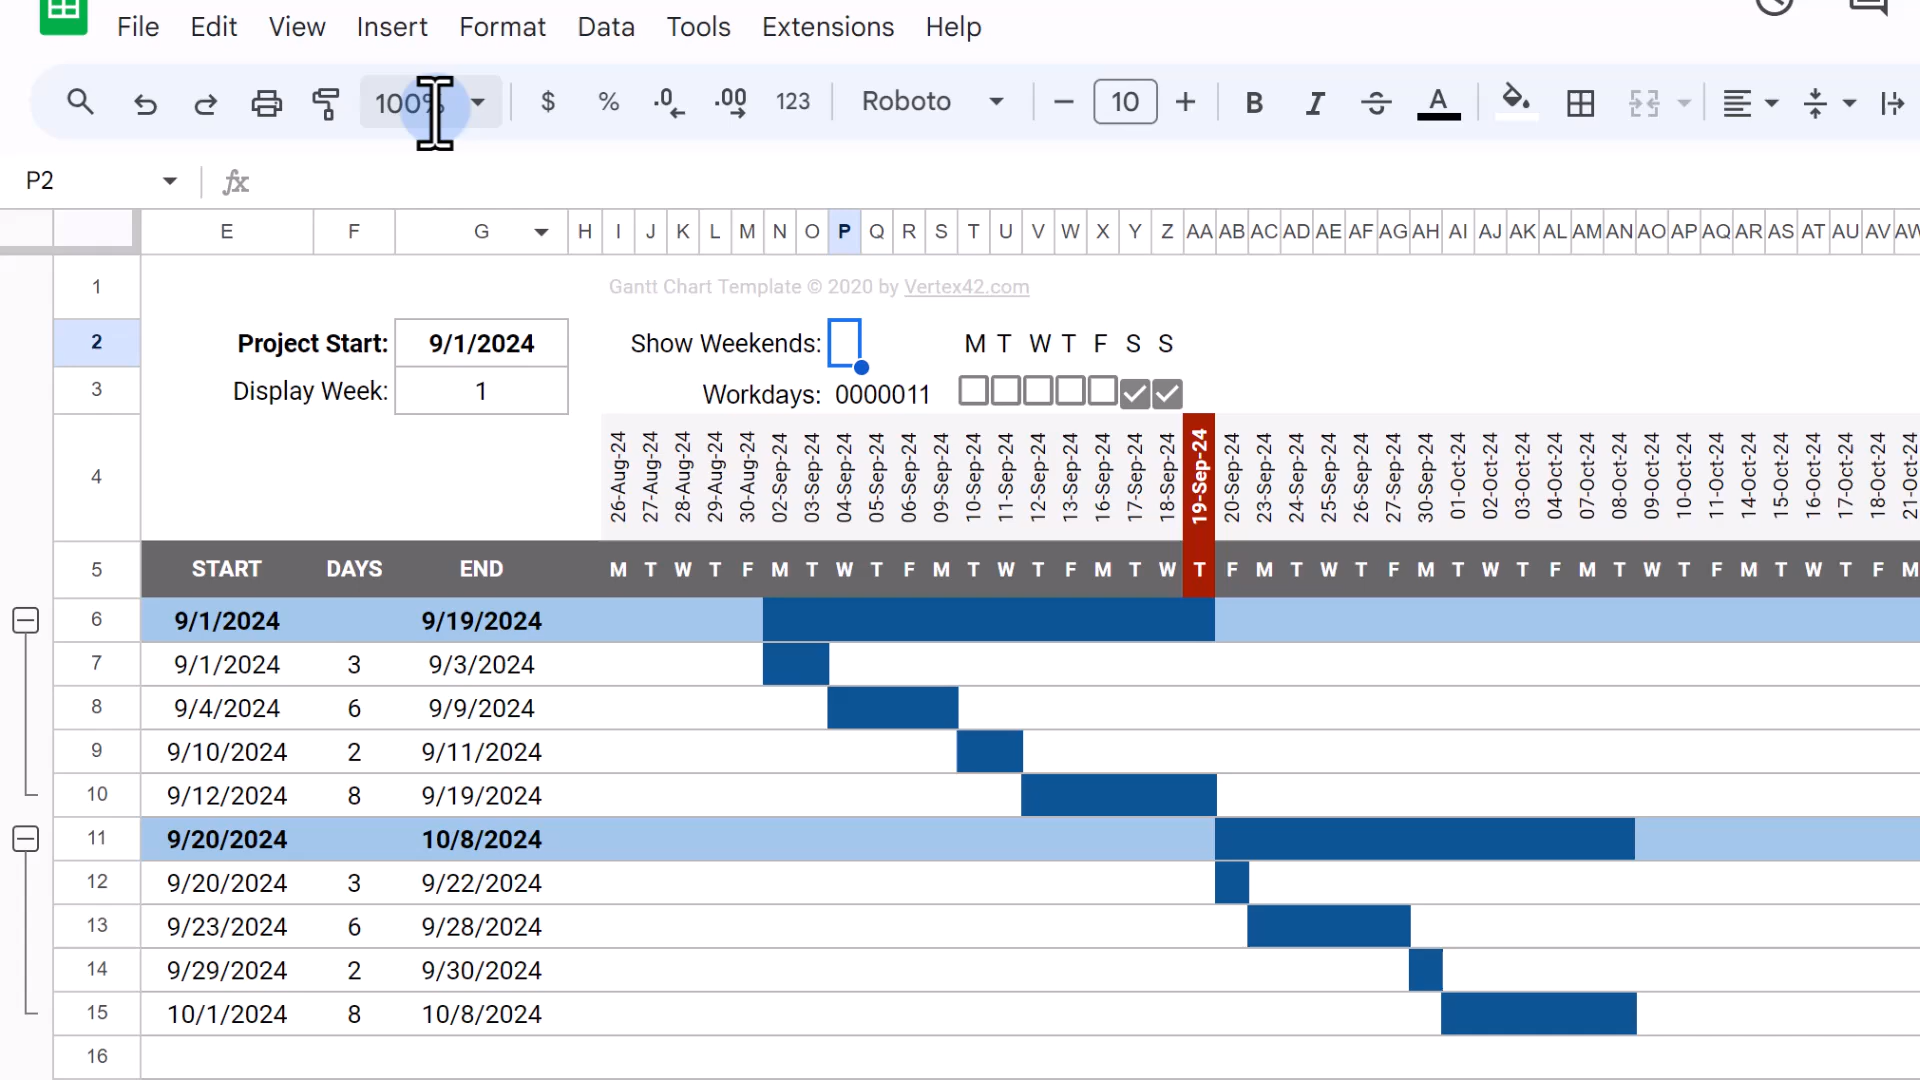 File Edit View Insert Format Data Tools Extensions Help
100% $ % .0 .00 123 Roboto 10 B I A
P2 fx
E F G H I J K L M N O P Q R S T U V W X Y Z AA AB AC AD AE AF AG AH AI AJ AK AL AM AN AO AP AQ AR AS AT AU AV AW
1 Gantt Chart Template © 2020 by Vertex42.com
2 Project Start: 9/1/2024 Show Weekends: M T W T F S S
3 Display Week: 1 Workdays: 0000011
4 26-Aug-24 27-Aug-24 28-Aug-24 29-Aug-24 30-Aug-24 02-Sep-24 03-Sep-24 04-Sep-24 05-Sep-24 06-Sep-24 09-Sep-24 10-Sep-24 11-Sep-24 12-Sep-24 13-Sep-24 16-Sep-24 17-Sep-24 18-Sep-24 19-Sep-24 20-Sep-24 23-Sep-24 24-Sep-24 25-Sep-24 26-Sep-24 27-Sep-24 30-Sep-24 01-Oct-24 02-Oct-24 03-Oct-24 04-Oct-24 07-Oct-24 08-Oct-24 09-Oct-24 10-Oct-24 11-Oct-24 14-Oct-24 15-Oct-24 16-Oct-24 17-Oct-24 18-Oct-24 21-Oct-24
5 START DAYS END M T W T F M T W T F M T W T F M T W T F M T W T F M T W T F M T W T F M T W T F M
6 9/1/2024 9/19/2024
7 9/1/2024 3 9/3/2024
8 9/4/2024 6 9/9/2024
9 9/10/2024 2 9/11/2024
10 9/12/2024 8 9/19/2024
11 9/20/2024 10/8/2024
12 9/20/2024 3 9/22/2024
13 9/23/2024 6 9/28/2024
14 9/29/2024 2 9/30/2024
15 10/1/2024 8 10/8/2024
16